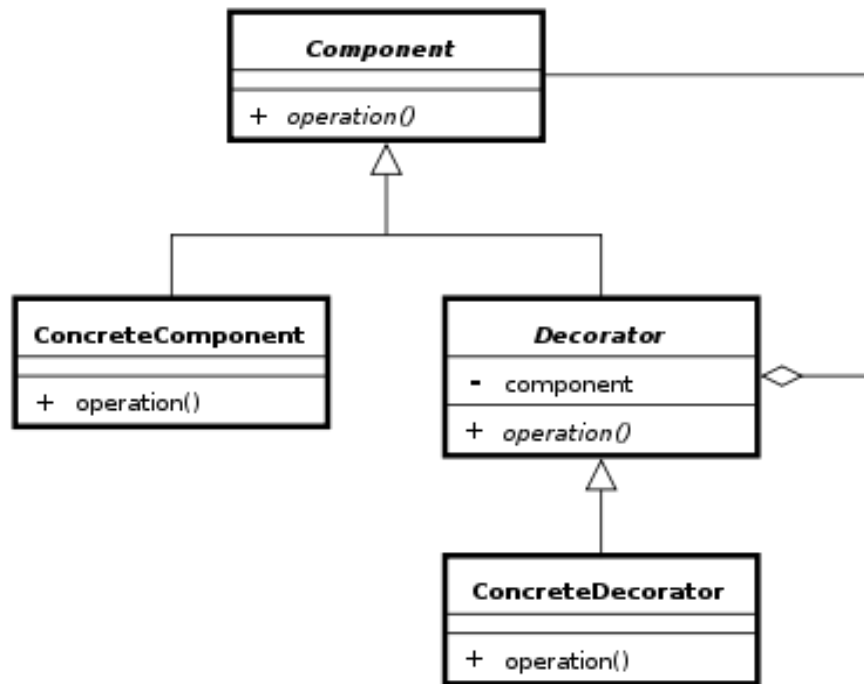 Component
+ operation()
ConcreteComponent
+ operation()
Decorator
- component
+ operation()
ConcreteDecorator
+ operation()